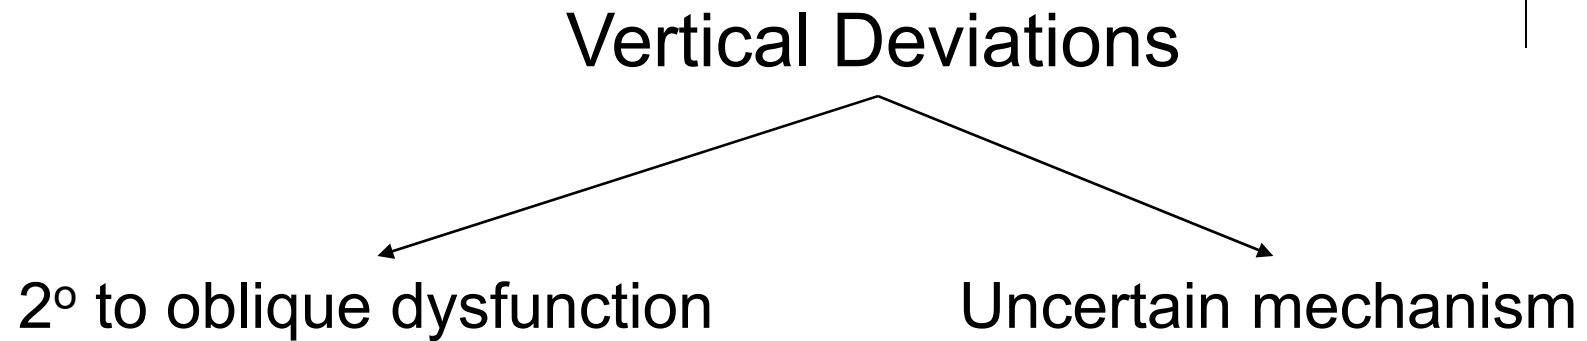 Vertical Deviations
2º to oblique dysfunction
Uncertain mechanism